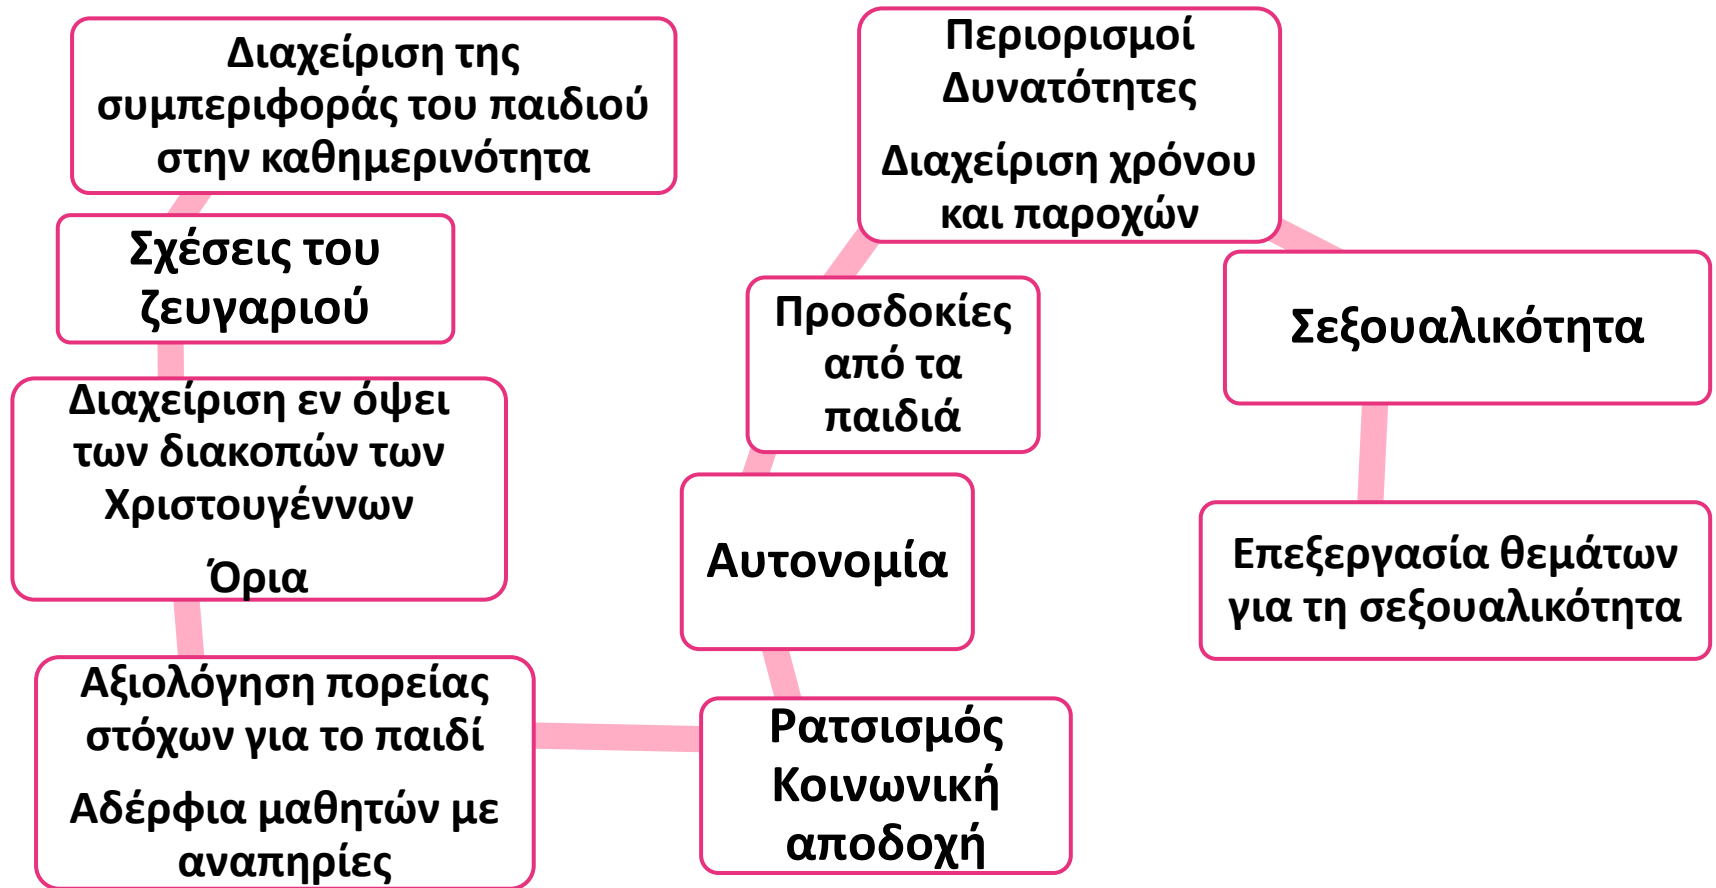 Διαχείριση της
συμπεριφοράς του παιδιού
στην καθημερινότητα
Σχέσεις του
ζευγαριού
Διαχείριση εν όψει
των διακοπών των
Χριστουγέννων
Όρια
Αξιολόγηση πορείας
στόχων για το παιδί
Αδέρφια μαθητών με
αναπηρίες
Ρατσισμός
Κοινωνική
αποδοχή
Αυτονομία
Προσδοκίες
από τα
παιδιά
Περιορισμοί
Δυνατότητες
Διαχείριση χρόνου
και παροχών
Σεξουαλικότητα
Επεξεργασία θεμάτων
για τη σεξουαλικότητα